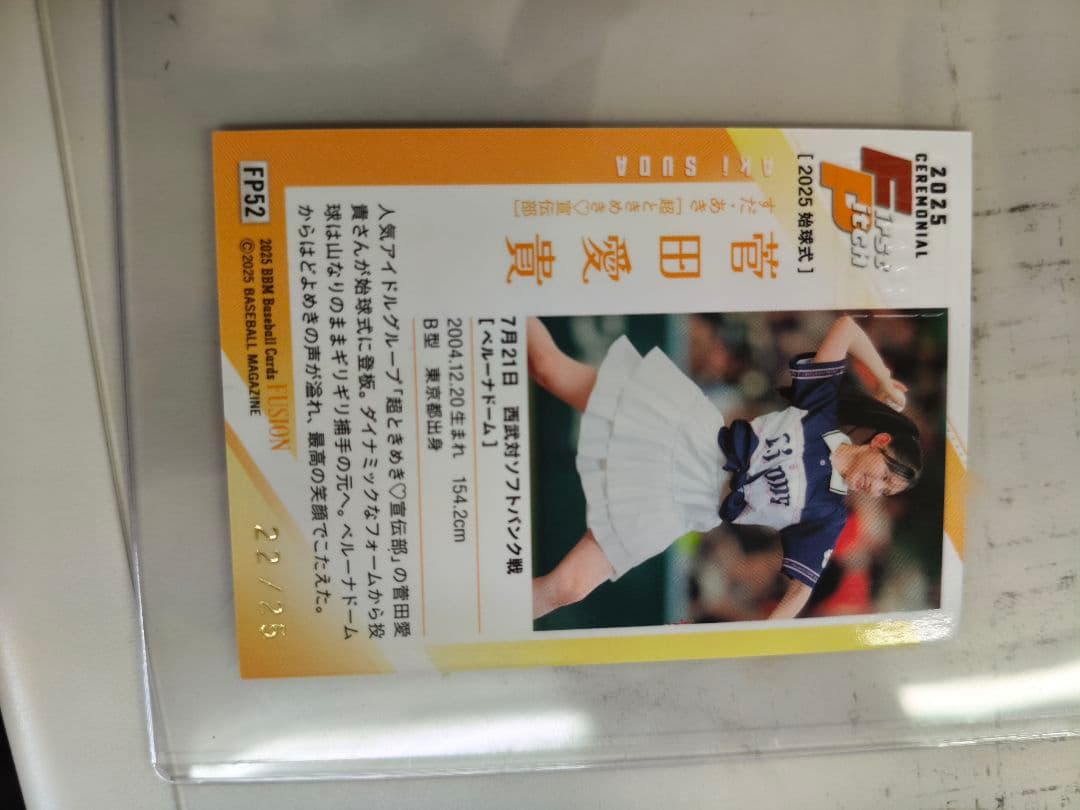 2025
CEREMONIAL
First
Pitch
[ 2025 始球式 ]
AKI SUDA
すだ・あき［超ときめき♡宣伝部］
菅田愛貴
Lions
7月21日 西武対ソフトバンク戦
[ ベルーナドーム ]
2004.12.20 生まれ 154.2cm
B型 東京都出身
人気アイドルグループ「超ときめき♡宣伝部」の菅田愛
貴さんが始球式に登板。ダイナミックなフォームから投
球は山なりのままギリギリ捕手の元へ。ベルーナドーム
からはどよめきの声が溢れ、最高の笑顔でこたえた。
FP52
2025 BBM Baseball Cards FUSION
©2025 BASEBALL MAGAZINE
22/25